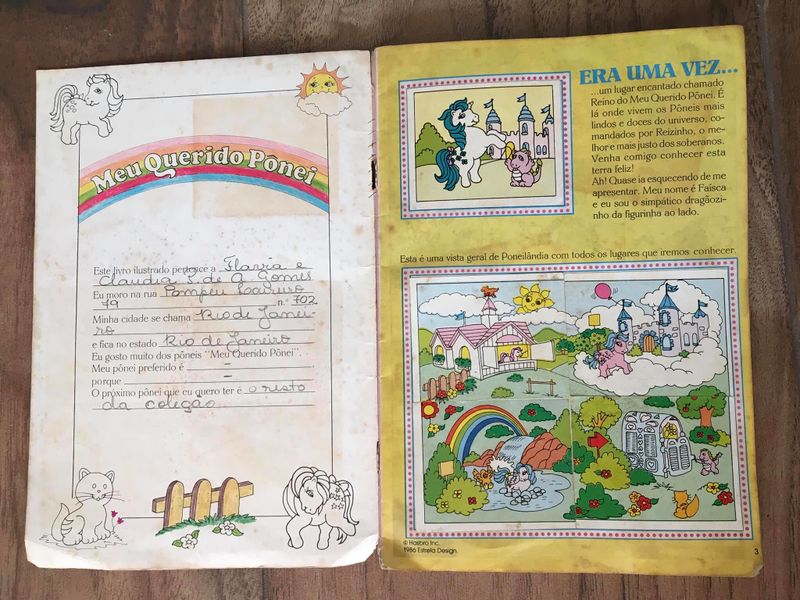 Meu Querido Pônei
Este livro ilustrado pertence a Flavia e
Claudia S. de A. Gomes
Eu moro na rua Pompeu Loureiro
79 n.º 702
Minha cidade se chama Rio de Janei-
ro
e fica no estado Rio de Janeiro
Eu gosto muito dos pôneis "Meu Querido Pônei".
Meu pônei preferido é
porque –
O próximo pônei que eu quero ter é o resto
da coleção
ERA UMA VEZ...
...um lugar encantado chamado
Reino do Meu Querido Pônei. É
lá onde vivem os Pôneis mais
lindos e doces do universo, co-
mandados por Reizinho, o me-
lhor e mais justo dos soberanos.
Venha comigo conhecer esta
terra feliz!
Ah! Quase ia esquecendo de me
apresentar. Meu nome é Faísca
e eu sou o simpático dragãozi-
nho da figurinha ao lado.
Esta é uma vista geral de Poneilândia com todos os lugares que iremos conhecer.
© Hasbro Inc.
1986 Estrela Design.
3